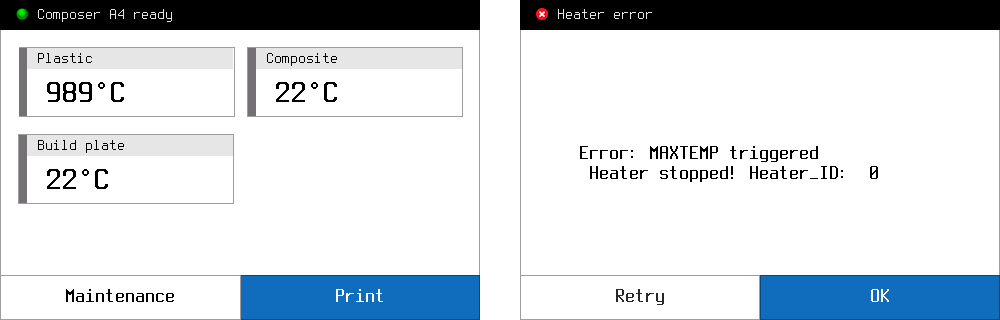 Composer A4 ready
Plastic
989°C
Composite
22°C
Build plate
22°C
Maintenance
Print
Heater error
Error: MAXTEMP triggered
Heater stopped! Heater_ID: 0
Retry
OK